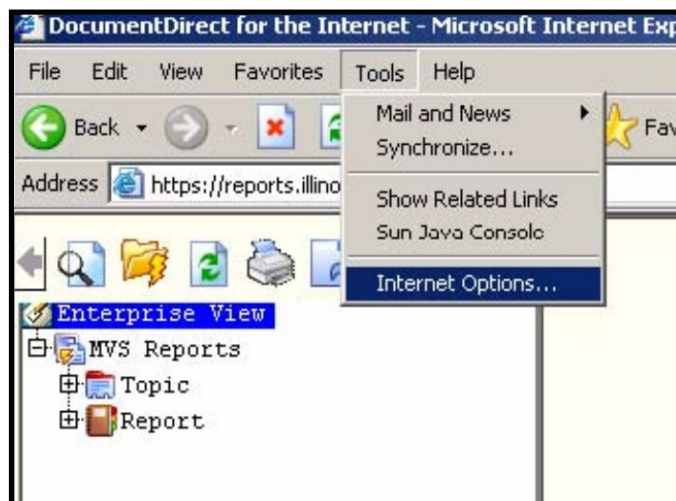 DocumentDirect for the Internet - Microsoft Internet Exp
File Edit View Favorites Tools Help
Back Fav
Mail and News
Synchronize...
Address https://reports.illino
Show Related Links
Sun Java Console
Internet Options...
Enterprise View
MVS Reports
Topic
Report